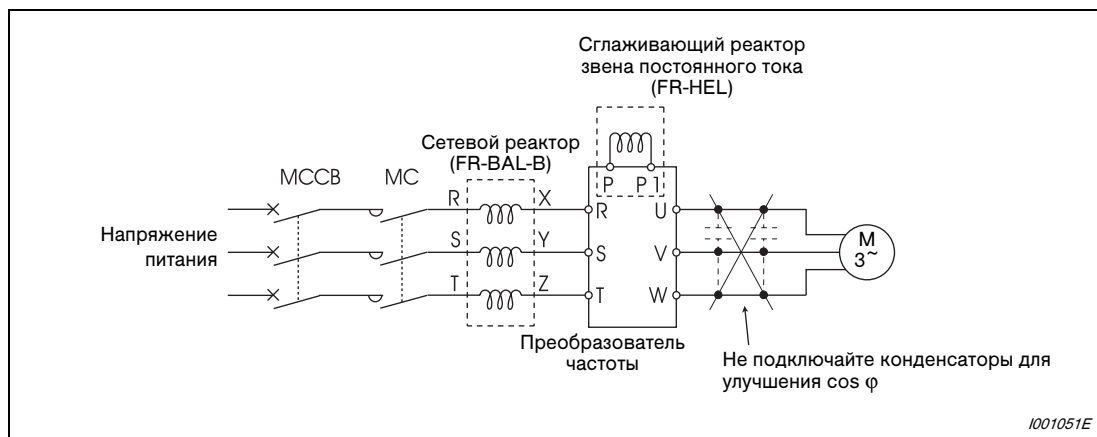 Сглаживающий реактор
звена постоянного тока
(FR-HEL)
Сетевой реактор
(FR-BAL-B)
MCCB
MC
P P1
R X R U
Напряжение
питания
S Y S V
M
3~
T Z T W
Преобразователь
частоты
Не подключайте конденсаторы для
улучшения cos φ
I001051E